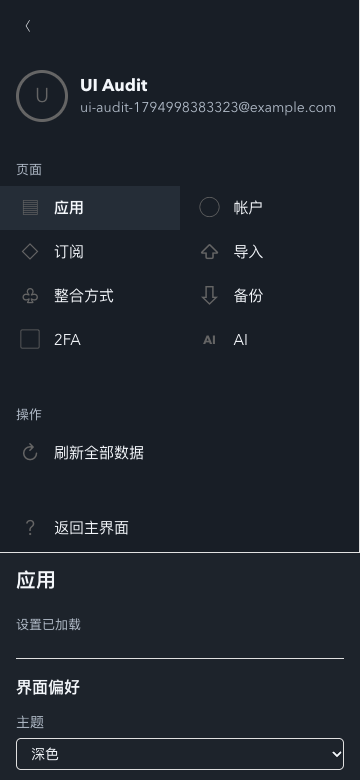 U
UI Audit
ui-audit-1794998383323@example.com
页面
应用
帐户
订阅
导入
整合方式
备份
2FA
AI AI
操作
刷新全部数据
? 返回主界面
应用
设置已加载
界面偏好
主题
深色